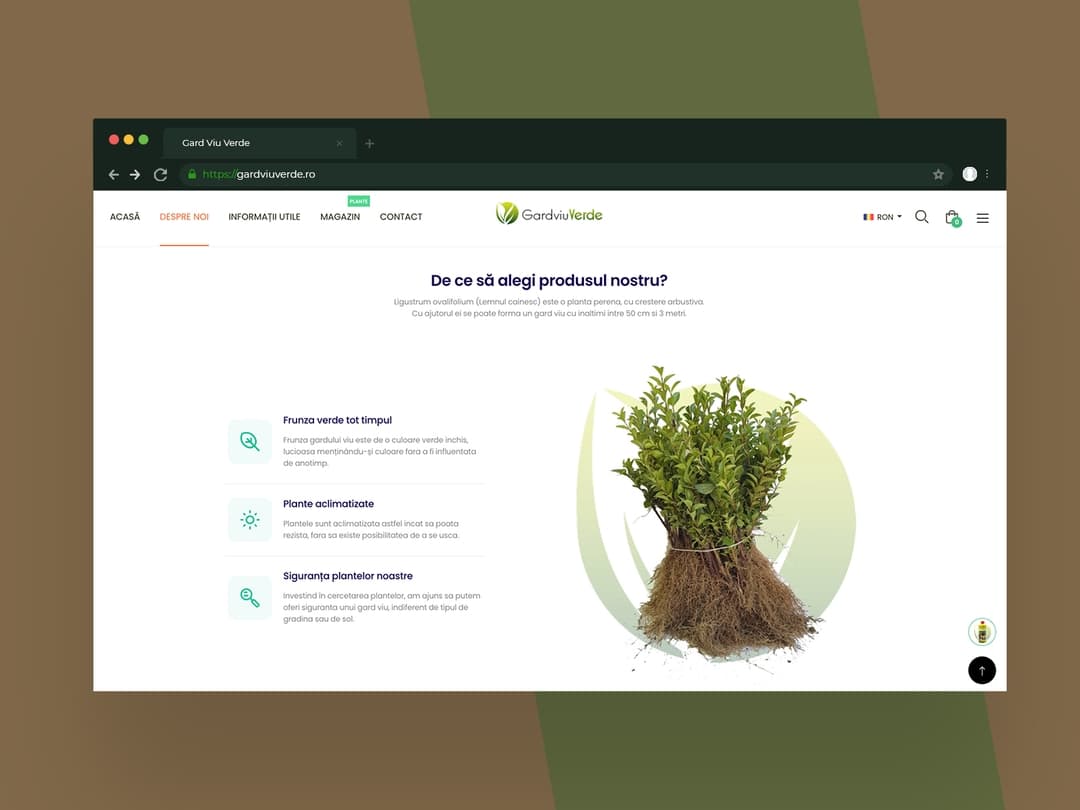 Gard Viu Verde
https://gardviuverde.ro
PLANTE
ACASĂ DESPRE NOI INFORMAȚII UTILE MAGAZIN CONTACT GardviuVerde RON
0
De ce să alegi produsul nostru?
Ligustrum ovalifolium (Lemnul cainesc) este o planta perena, cu crestere arbustiva.
Cu ajutorul ei se poate forma un gard viu cu inaltimi intre 50 cm si 3 metri.
Frunza verde tot timpul
Frunza gardului viu este de o culoare verde inchis,
lucioasa menținându-și culoare fara a fi influentata
de anotimp.
Plante aclimatizate
Plantele sunt aclimatizata astfel incat sa poata
rezista, fara sa existe posibilitatea de a se usca.
Siguranța plantelor noastre
Investind in cercetarea plantelor, am ajuns sa putem
oferi siguranta unui gard viu, indiferent de tipul de
gradina sau de sol.